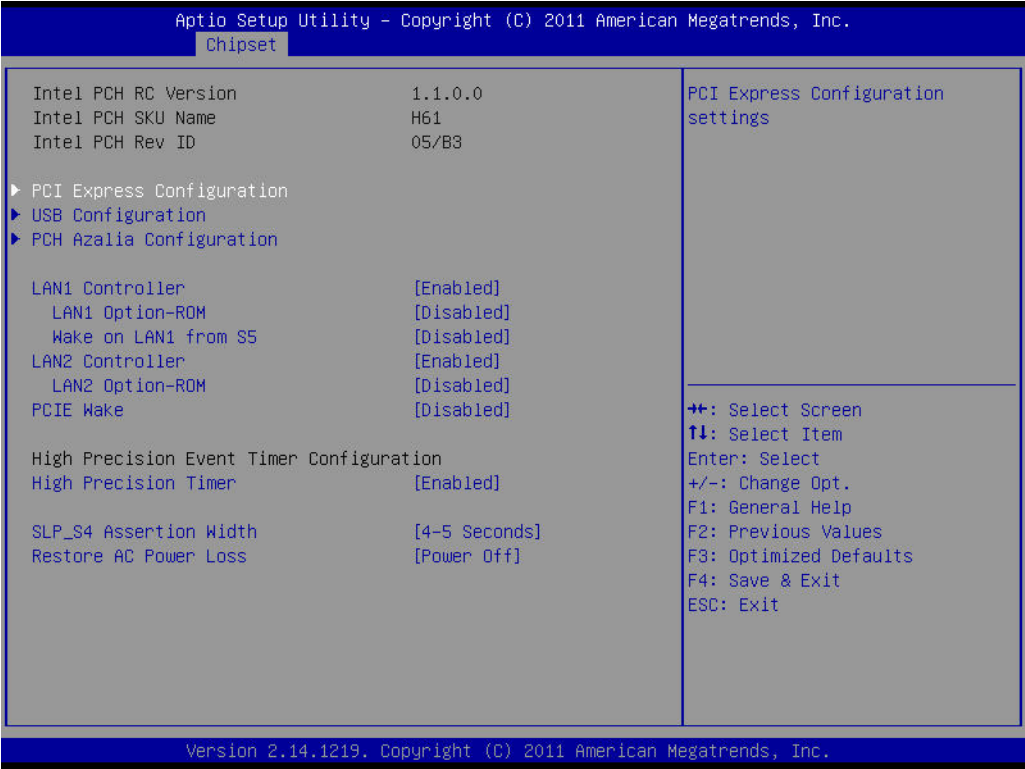 Aptio Setup Utility – Copyright (C) 2011 American Megatrends, Inc.
Chipset
Intel PCH RC Version 1.1.0.0
Intel PCH SKU Name H61
Intel PCH Rev ID 05/B3
PCI Express Configuration
USB Configuration
PCH Azalia Configuration
LAN1 Controller [Enabled]
LAN1 Option-ROM [Disabled]
Wake on LAN1 from S5 [Disabled]
LAN2 Controller [Enabled]
LAN2 Option-ROM [Disabled]
PCIE Wake [Disabled]
High Precision Event Timer Configuration
High Precision Timer [Enabled]
SLP_S4 Assertion Width [4-5 Seconds]
Restore AC Power Loss [Power Off]
PCI Express Configuration
settings
→←: Select Screen
↑↓: Select Item
Enter: Select
+/-: Change Opt.
F1: General Help
F2: Previous Values
F3: Optimized Defaults
F4: Save & Exit
ESC: Exit
Version 2.14.1219. Copyright (C) 2011 American Megatrends, Inc.